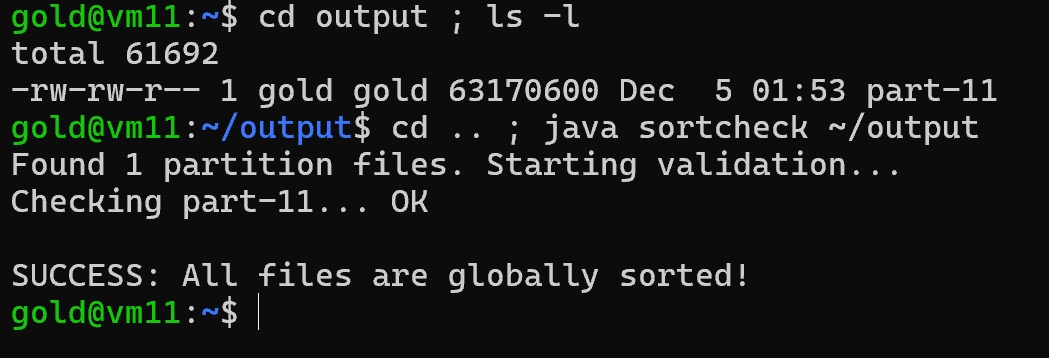 gold@vm11:~$ cd output ; ls -l
total 61692
-rw-rw-r-- 1 gold gold 63170600 Dec  5 01:53 part-11
gold@vm11:~/output$ cd .. ; java sortcheck ~/output
Found 1 partition files. Starting validation...
Checking part-11... OK
SUCCESS: All files are globally sorted!
gold@vm11:~$